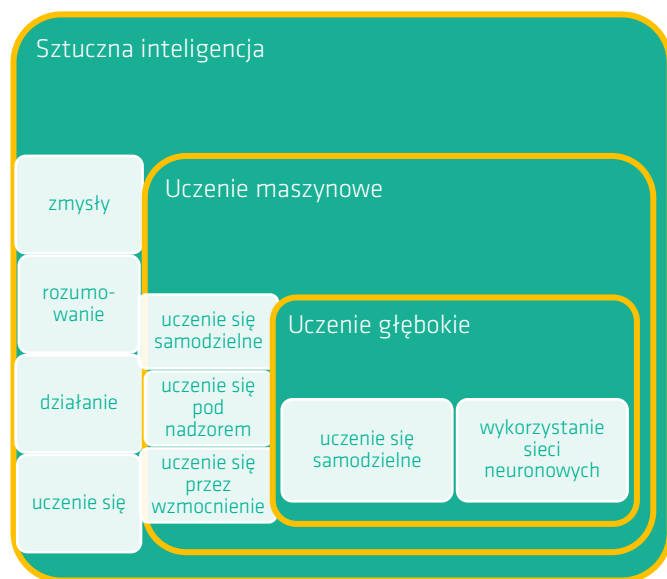 Sztuczna inteligencja
zmysły
rozumo-
wanie
działanie
uczenie się
Uczenie maszynowe
uczenie się
samodzielne
uczenie się
pod
nadzorem
uczenie się
przez
wzmocnienie
Uczenie głębokie
uczenie się
samodzielne
wykorzystanie
sieci
neuronowych